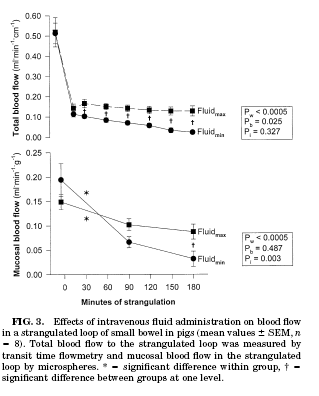 0.60
0.50
0.40
0.30
0.20
0.10
0.00
Total blood flow (ml·min⁻¹·cm⁻¹)
†
†
†
†
†
†
Fluidmax
Fluidmin
Pw < 0.0005
Pb = 0.025
Pi = 0.327
0.25
0.20
0.15
0.10
0.05
0.00
Mucosal blood flow (ml·min⁻¹·g⁻¹)
*
*
†
Fluidmax
Fluidmin
Pw < 0.0005
Pb = 0.487
Pi = 0.003
0 30 60 90 120 150 180
Minutes of strangulation
FIG. 3. Effects of intravenous fluid administration on blood flow
in a strangulated loop of small bowel in pigs (mean values ± SEM, n
= 8). Total blood flow to the strangulated loop was measured by
transit time flowmetry and mucosal blood flow in the strangulated
loop by microspheres. * = significant difference within group, † =
significant difference between groups at one level.